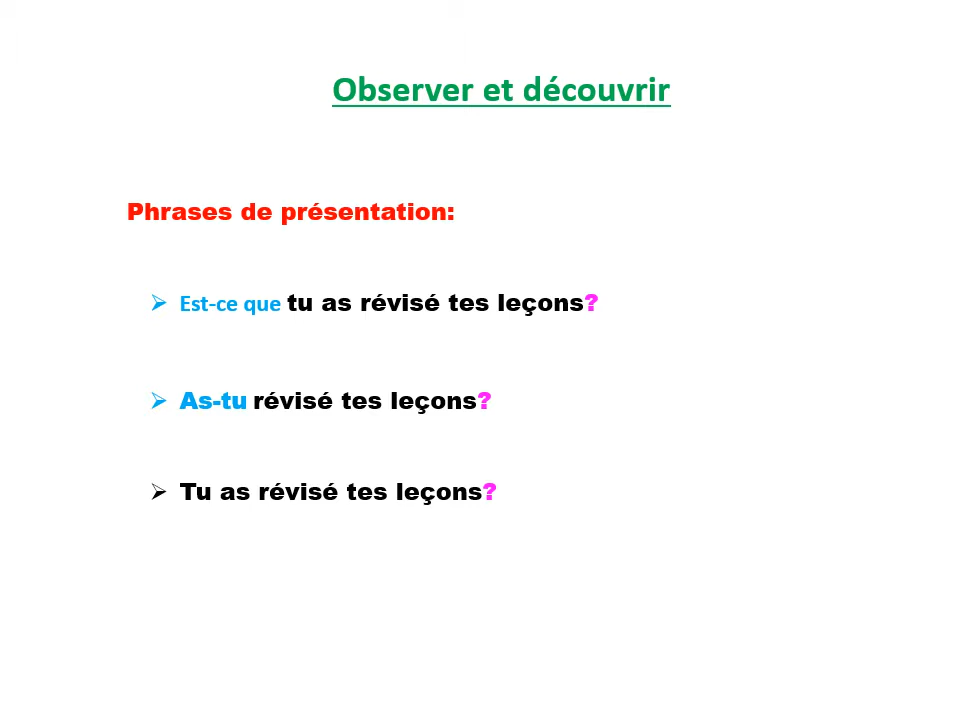 Observer et découvrir
Phrases de présentation:
Est-ce que tu as révisé tes leçons?
As-tu révisé tes leçons?
Tu as révisé tes leçons?